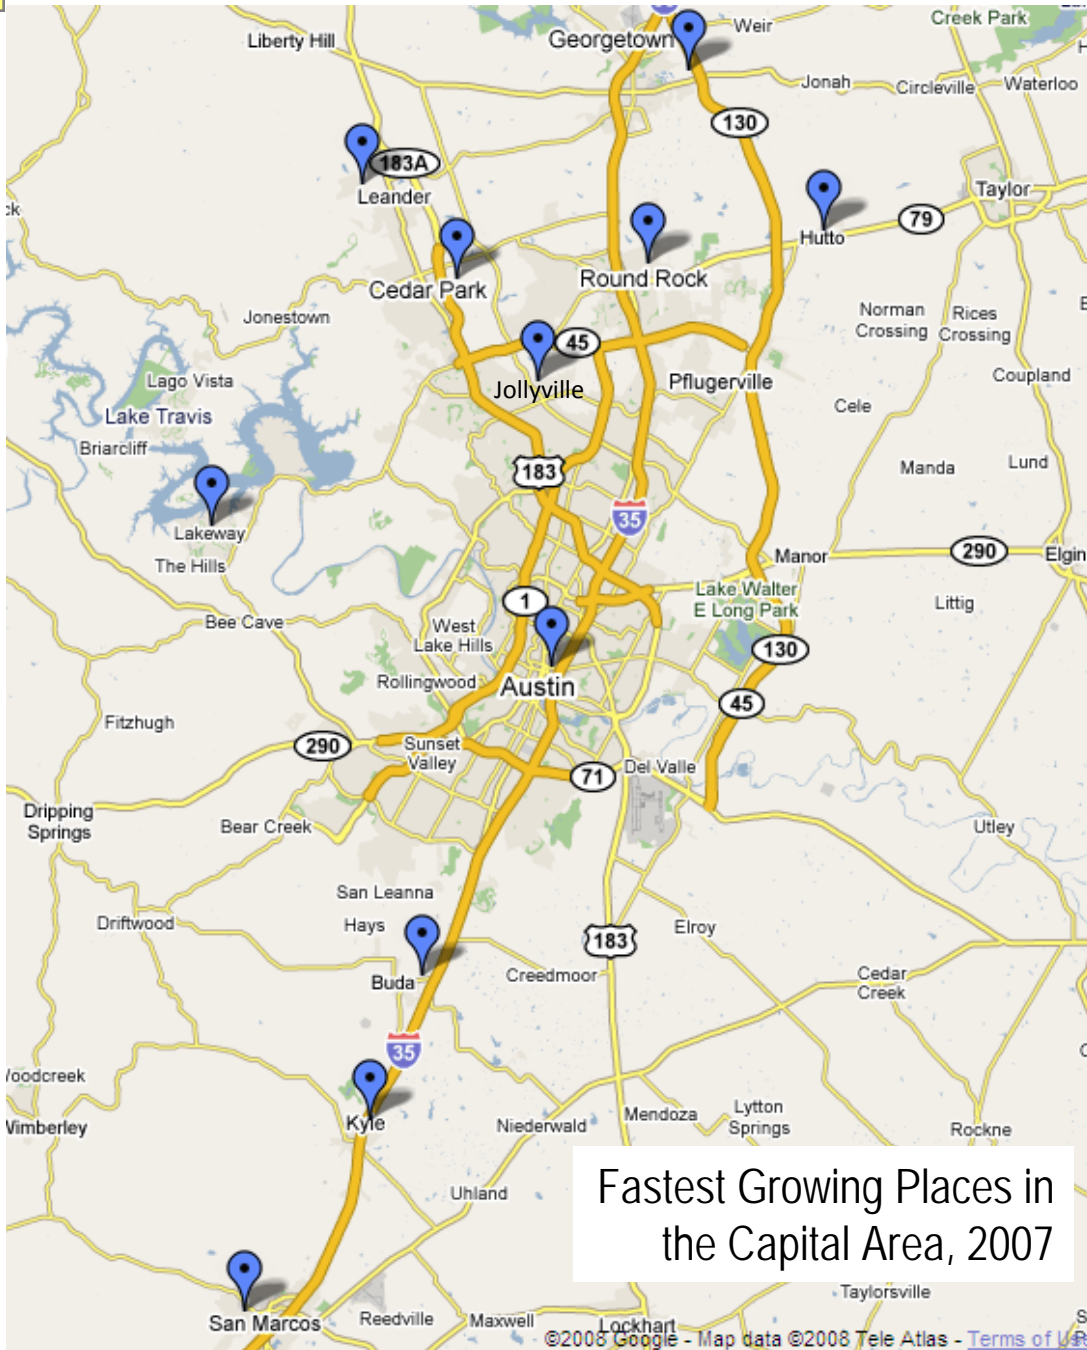 Creek Park
Weir
Liberty Hill
Georgetown
Jonah
Circleville
Waterloo
130
183A
Leander
Taylor
ck
79
Hutto
Round Rock
Cedar Park
Jonestown
Norman
Crossing
Rices
Crossing
45
Lago Vista
Jollyville
Pflugerville
Coupland
Lake Travis
Cele
Briarcliff
183
Manda
Lund
35
Lakeway
The Hills
Manor
290
Elgin
Lake Walter
E Long Park
1
Littig
Bee Cave
West
Lake Hills
130
Rollingwood
Austin
45
Fitzhugh
290
Sunset
Valley
71
Del Valle
Dripping
Springs
Bear Creek
Utley
San Leanna
Driftwood
Hays
183
Elroy
Buda
Creedmoor
Cedar
Creek
35
Woodcreek
Kyle
Niederwald
Mendoza
Lytton
Springs
Wimberley
Rockne
Uhland
Fastest Growing Places in
the Capital Area, 2007
San Marcos
Reedville
Maxwell
Lockhart
Taylorsville
©2008 Google - Map data ©2008 Tele Atlas - Terms of Use